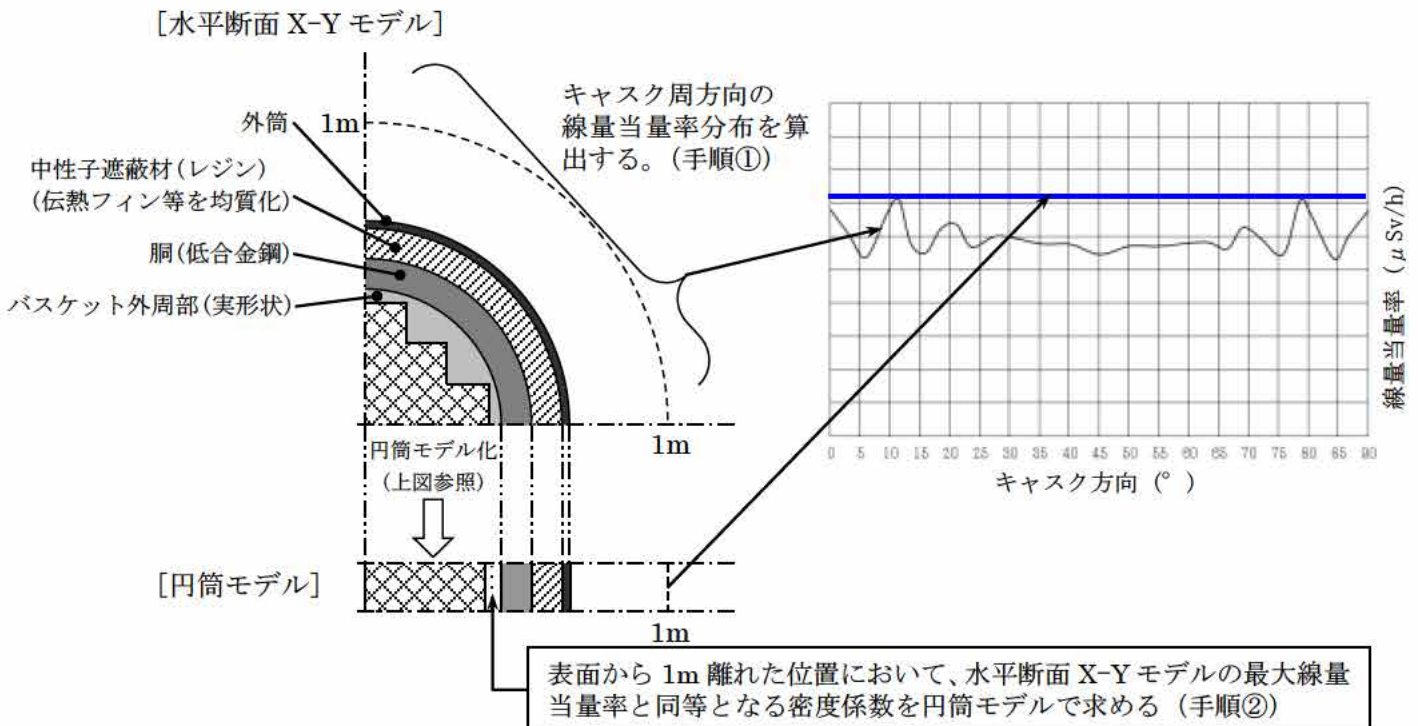 [水平断面 X-Y モデル]
外筒
1m
中性子遮蔽材(レジン)
(伝熱フィン等を均質化)
胴(低合金鋼)
バスケット外周部(実形状)
キャスク周方向の
線量当量率分布を算
出する。(手順①)
1m
円筒モデル化
(上図参照)
[円筒モデル]
1m
線量当量率(μSv/h)
0 5 10 15 20 25 30 35 40 45 50 55 60 65 70 75 80 85 90
キャスク方向(°)
表面から 1m 離れた位置において、水平断面 X-Y モデルの最大線量
当量率と同等となる密度係数を円筒モデルで求める(手順②)